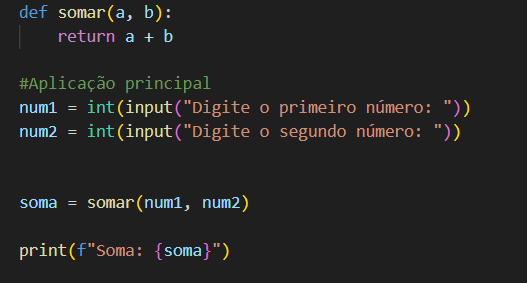 def somar(a, b):
    return a + b
#Aplicação principal
num1 = int(input("Digite o primeiro número: "))
num2 = int(input("Digite o segundo número: "))
soma = somar(num1, num2)
print(f"Soma: {soma}")